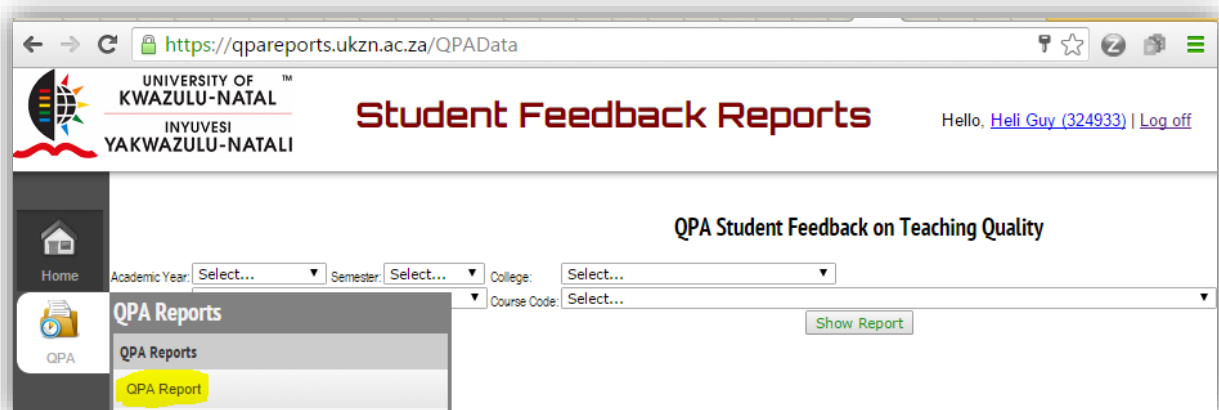 https://qpareports.ukzn.ac.za/QPAData
UNIVERSITY OF ™
KWAZULU-NATAL
INYUVESI
YAKWAZULU-NATALI
Student Feedback Reports
Hello, Heli Guy (324933) | Log off
QPA Student Feedback on Teaching Quality
Home
Academic Year: Select... Semester: Select... College: Select...
Course Code: Select...
Show Report
QPA
QPA Reports
QPA Reports
QPA Report